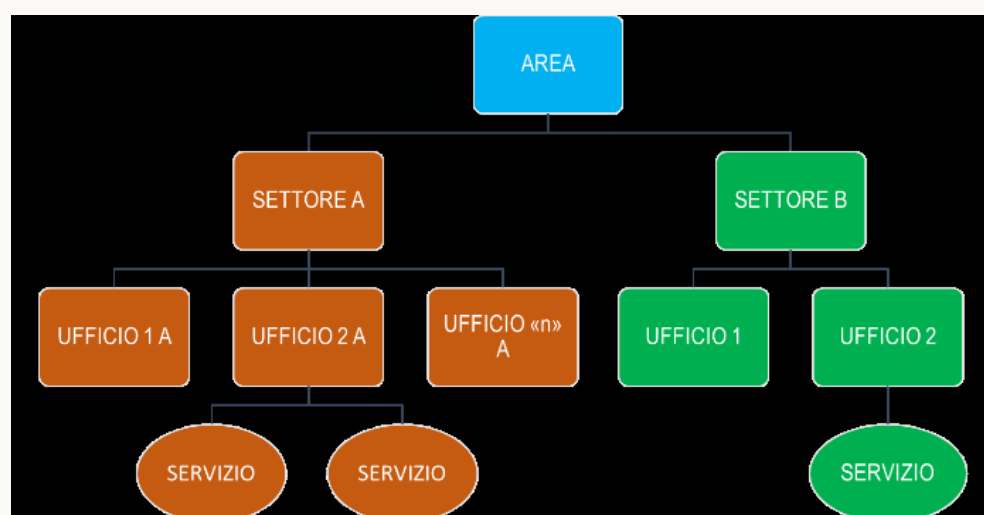 AREA
SETTORE A
SETTORE B
UFFICIO 1 A
UFFICIO 2 A
UFFICIO «n»
A
UFFICIO 1
UFFICIO 2
SERVIZIO
SERVIZIO
SERVIZIO